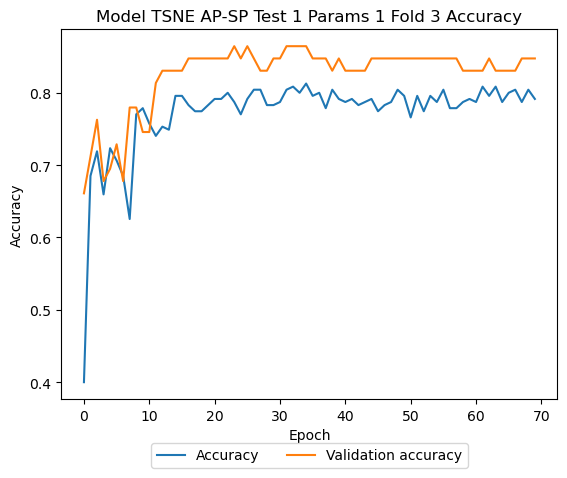 Model TSNE AP-SP Test 1 Params 1 Fold 3 Accuracy
Accuracy
0.8
0.7
0.6
0.5
0.4
0 10 20 30 40 50 60 70
Epoch
Accuracy Validation accuracy